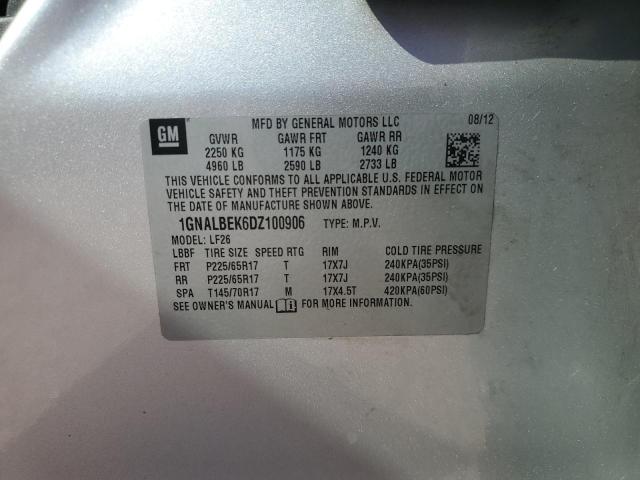 GM
MFD BY GENERAL MOTORS LLC 08/12
GVWR GAWR FRT GAWR RR
2250 KG 1175 KG 1240 KG
4960 LB 2590 LB 2733 LB
THIS VEHICLE CONFORMS TO ALL APPLICABLE U.S. FEDERAL MOTOR
VEHICLE SAFETY AND THEFT PREVENTION STANDARDS IN EFFECT ON
THE DATE OF MANUFACTURE SHOWN ABOVE.
1GNALBEK6DZ100906 TYPE: M.P.V.
MODEL: LF26
LBBF TIRE SIZE SPEED RTG RIM COLD TIRE PRESSURE
FRT P225/65R17 T 17X7J 240KPA(35PSI)
RR P225/65R17 T 17X7J 240KPA(35PSI)
SPA T145/70R17 M 17X4.5T 420KPA(60PSI)
SEE OWNER'S MANUAL i FOR MORE INFORMATION.